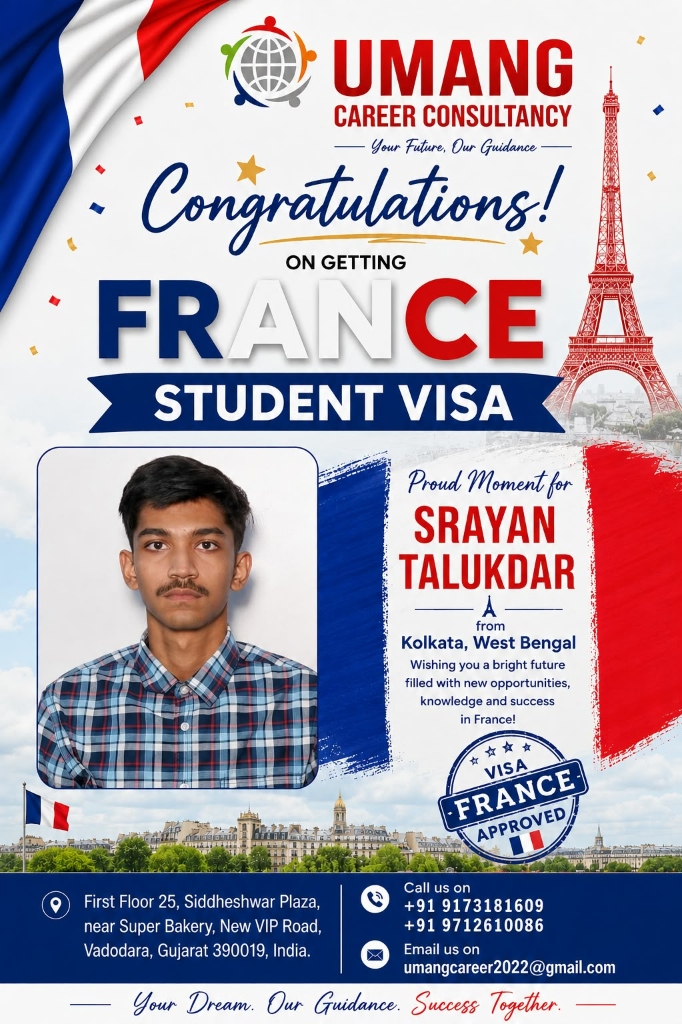 UMANG
CAREER CONSULTANCY
Your Future, Our Guidance
Congratulations!
ON GETTING
FRANCE
STUDENT VISA
Proud Moment for
SRAYAN
TALUKDAR
from
Kolkata, West Bengal
Wishing you a bright future
filled with new opportunities,
knowledge and success
in France!
VISA
FRANCE
APPROVED
First Floor 25, Siddheshwar Plaza,
near Super Bakery, New VIP Road,
Vadodara, Gujarat 390019, India.
Call us on
+91 9173181609
+91 9712610086
Email us on
umangcareer2022@gmail.com
Your Dream. Our Guidance. Success Together.